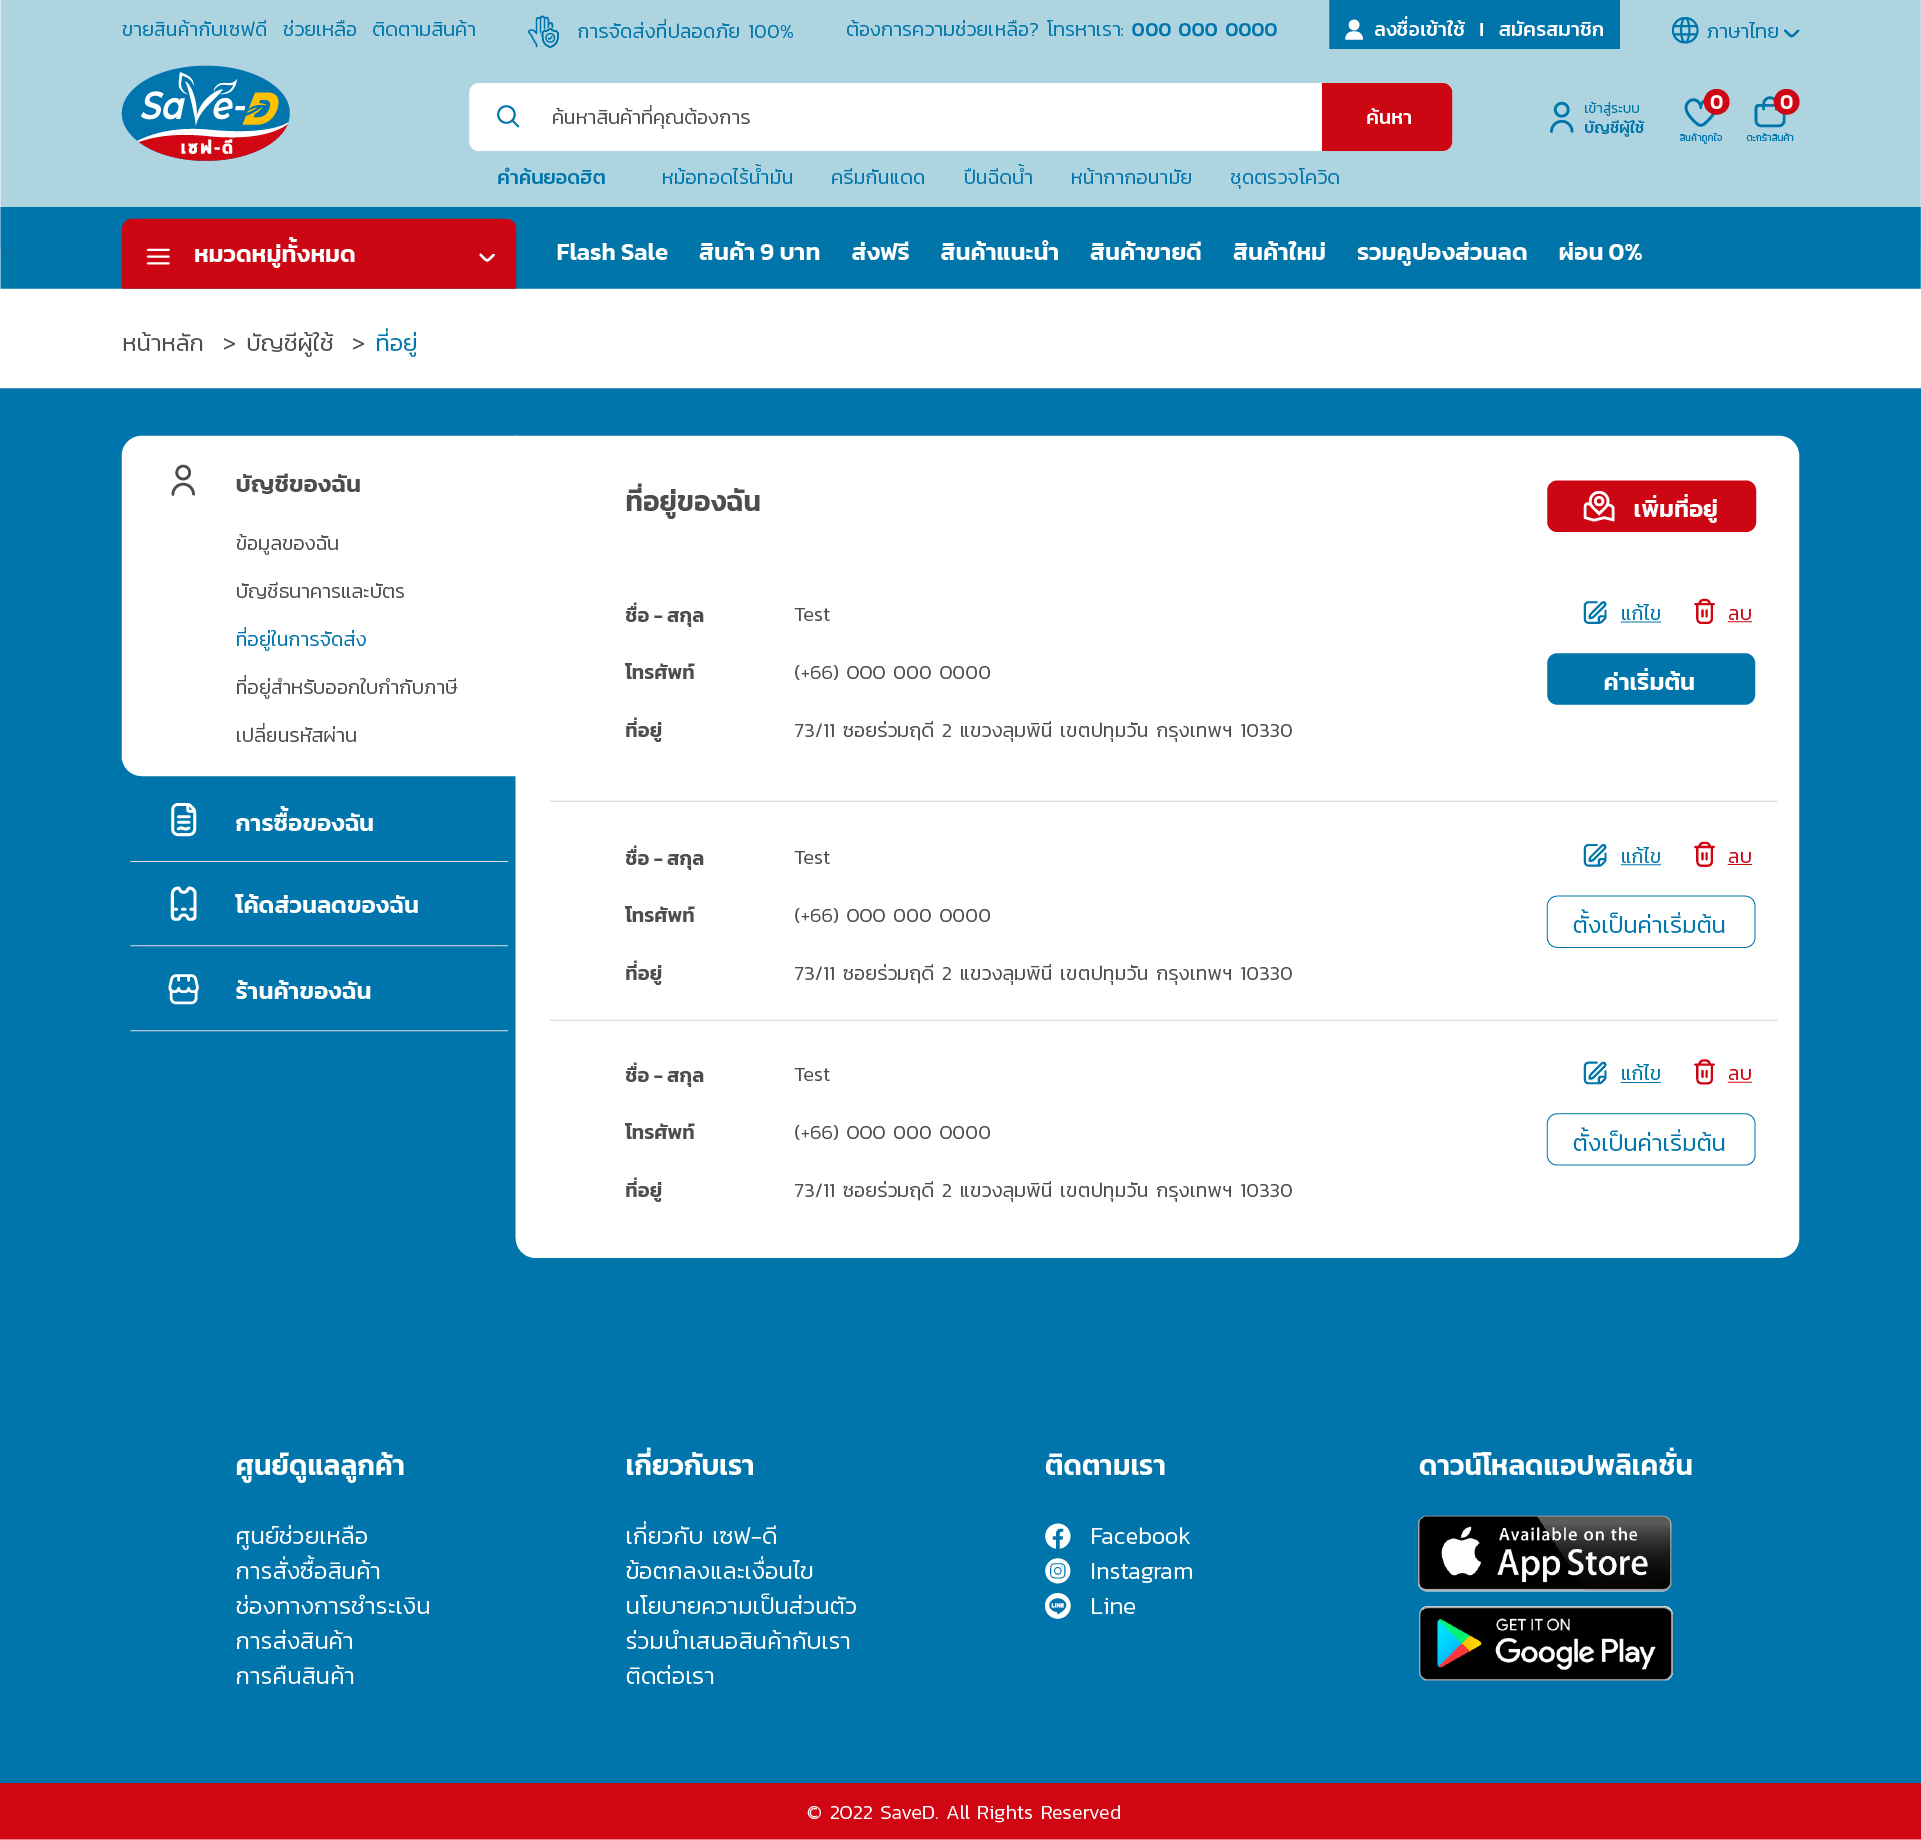 ขายสินค้ากับเซฟดี ช่วยเหลือ ติดตามสินค้า การจัดส่งที่ปลอดภัย 100% ต้องการความช่วยเหลือ? โทรหาเรา: 000 000 0000 ลงชื่อเข้าใช้ | สมัครสมาชิก ภาษาไทย
SaVe-D
เซฟ-ดี
ค้นหาสินค้าที่คุณต้องการ ค้นหา
เข้าสู่ระบบ
บัญชีผู้ใช้
0
สินค้าถูกใจ
0
ตะกร้าสินค้า
คำค้นยอดฮิต หม้อทอดไร้น้ำมัน ครีมกันแดด ปืนฉีดน้ำ หน้ากากอนามัย ชุดตรวจโควิด
หมวดหมู่ทั้งหมด Flash Sale สินค้า 9 บาท ส่งฟรี สินค้าแนะนำ สินค้าขายดี สินค้าใหม่ รวมคูปองส่วนลด ผ่อน 0%
หน้าหลัก > บัญชีผู้ใช้ > ที่อยู่
บัญชีของฉัน
ข้อมูลของฉัน
บัญชีธนาคารและบัตร
ที่อยู่ในการจัดส่ง
ที่อยู่สำหรับออกใบกำกับภาษี
เปลี่ยนรหัสผ่าน
การซื้อของฉัน
โค้ดส่วนลดของฉัน
ร้านค้าของฉัน
ที่อยู่ของฉัน เพิ่มที่อยู่
ชื่อ - สกุล Test แก้ไข ลบ
โทรศัพท์ (+66) 000 000 0000 ค่าเริ่มต้น
ที่อยู่ 73/11 ซอยร่วมฤดี 2 แขวงลุมพินี เขตปทุมวัน กรุงเทพฯ 10330
ชื่อ - สกุล Test แก้ไข ลบ
โทรศัพท์ (+66) 000 000 0000 ตั้งเป็นค่าเริ่มต้น
ที่อยู่ 73/11 ซอยร่วมฤดี 2 แขวงลุมพินี เขตปทุมวัน กรุงเทพฯ 10330
ชื่อ - สกุล Test แก้ไข ลบ
โทรศัพท์ (+66) 000 000 0000 ตั้งเป็นค่าเริ่มต้น
ที่อยู่ 73/11 ซอยร่วมฤดี 2 แขวงลุมพินี เขตปทุมวัน กรุงเทพฯ 10330
ศูนย์ดูแลลูกค้า
ศูนย์ช่วยเหลือ
การสั่งซื้อสินค้า
ช่องทางการชำระเงิน
การส่งสินค้า
การคืนสินค้า
เกี่ยวกับเรา
เกี่ยวกับ เซฟ-ดี
ข้อตกลงและเงื่อนไข
นโยบายความเป็นส่วนตัว
ร่วมนำเสนอสินค้ากับเรา
ติดต่อเรา
ติดตามเรา
Facebook
Instagram
LINE Line
ดาวน์โหลดแอปพลิเคชั่น
Available on the
App Store
GET IT ON
Google Play
© 2022 SaveD. All Rights Reserved